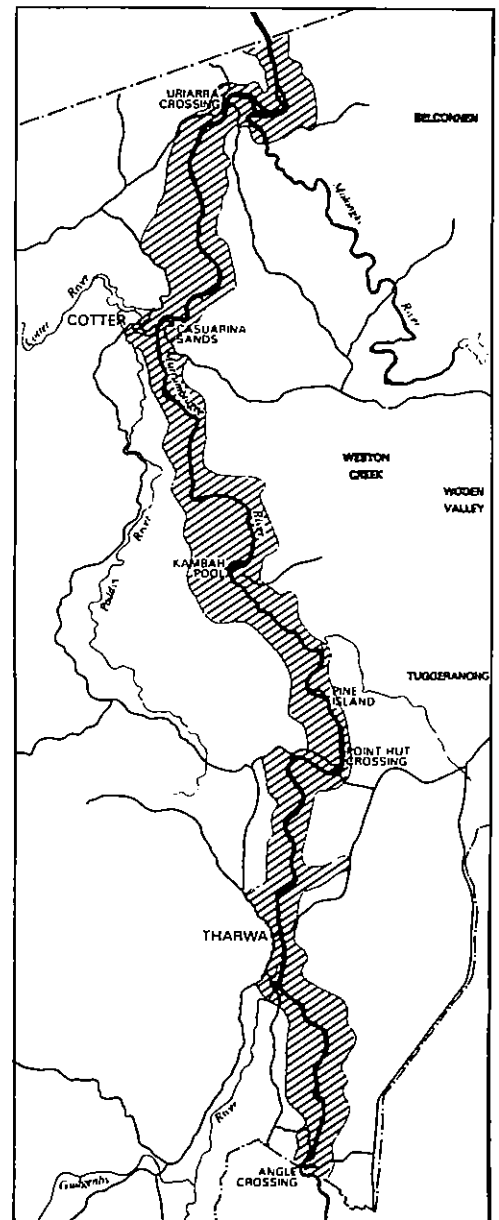 URIARRA
CROSSING
BELCONNEN
Molonglo
River
Cotter
River
COTTER
CASUARINA
SANDS
Murrumbidgee
River
WESTON
CREEK
WODEN
VALLEY
KAMBAH
POOL
Paddys
River
TUGGERANONG
PINE
ISLAND
POINT HUT
CROSSING
THARWA
River
Gudgenby
ANGLE
CROSSING